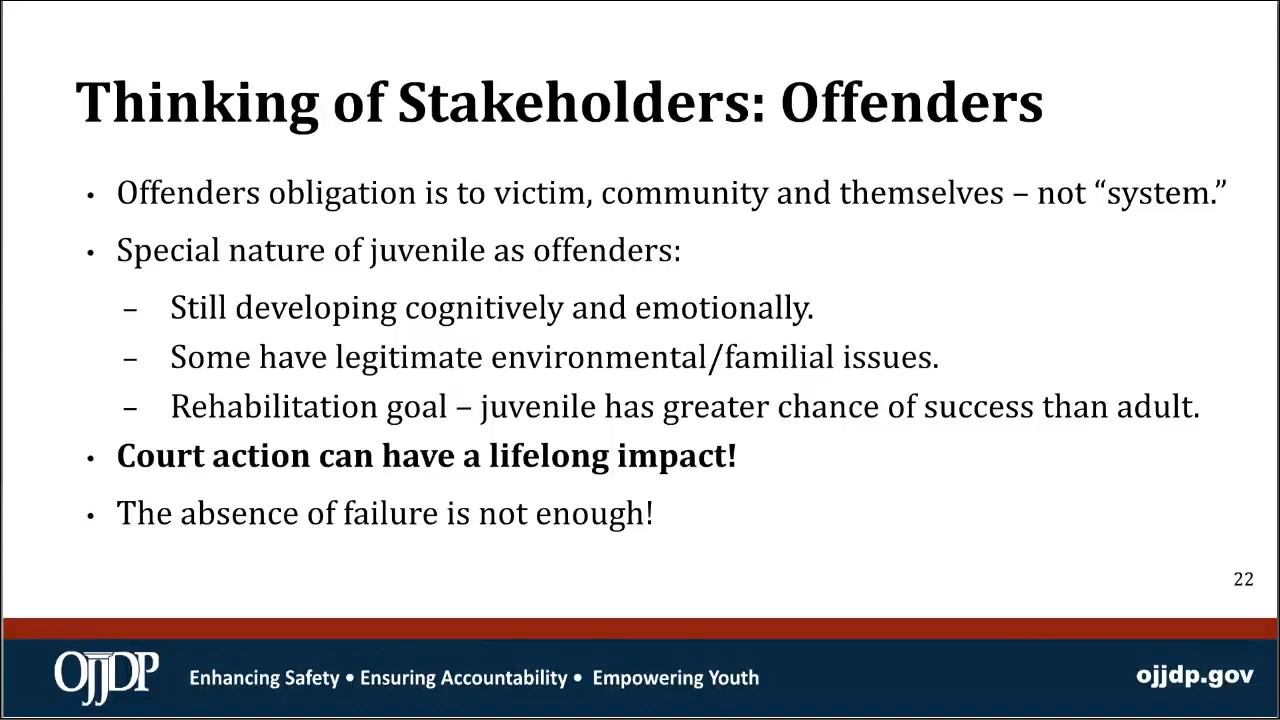 Thinking of Stakeholders: Offenders
• Offenders obligation is to victim, community and themselves – not “system.”
• Special nature of juvenile as offenders:
– Still developing cognitively and emotionally.
– Some have legitimate environmental/familial issues.
– Rehabilitation goal – juvenile has greater chance of success than adult.
• Court action can have a lifelong impact!
• The absence of failure is not enough!
22
OJJDP Enhancing Safety • Ensuring Accountability • Empowering Youth ojjdp.gov